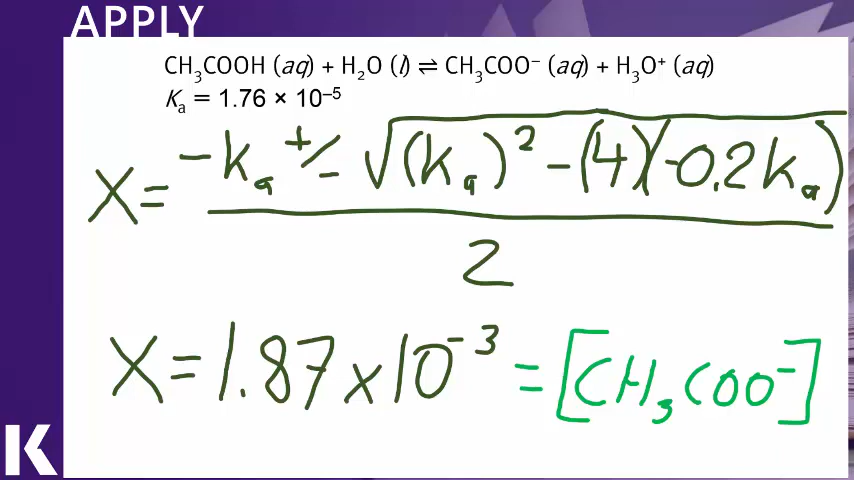 APPLY
CH₃COOH (aq) + H₂O (l) ⇌ CH₃COO⁻ (aq) + H₃O⁺ (aq)
Kₐ = 1.76 × 10⁻⁵
X = (-Kₐ +/- √((Kₐ)² - (4)(-0.2Kₐ))) / 2
X = 1.87 x 10⁻³ = [CH₃COO⁻]
K